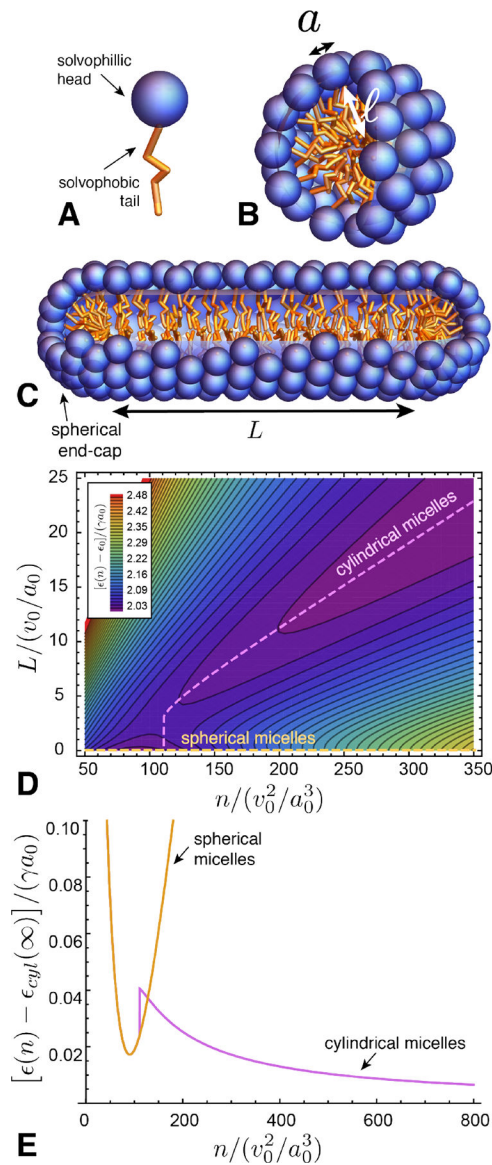 solvophillic
head
solvophobic
tail
A
a
ℓ
B
C
spherical
end-cap
L
25
20
15
10
5
0
L/(v₀/a₀)
2.48
2.42
2.35
2.29
2.22
2.16
2.09
2.03
[ϵ(n) − ϵ₀]/(γa₀)
cylindrical micelles
spherical micelles
50 100 150 200 250 300 350
n/(v₀²/a₀³)
D
0.10
0.08
0.06
0.04
0.02
[ϵ(n) − ϵ_cyl(∞)]/(γa₀)
spherical
micelles
cylindrical micelles
0 200 400 600 800
n/(v₀²/a₀³)
E